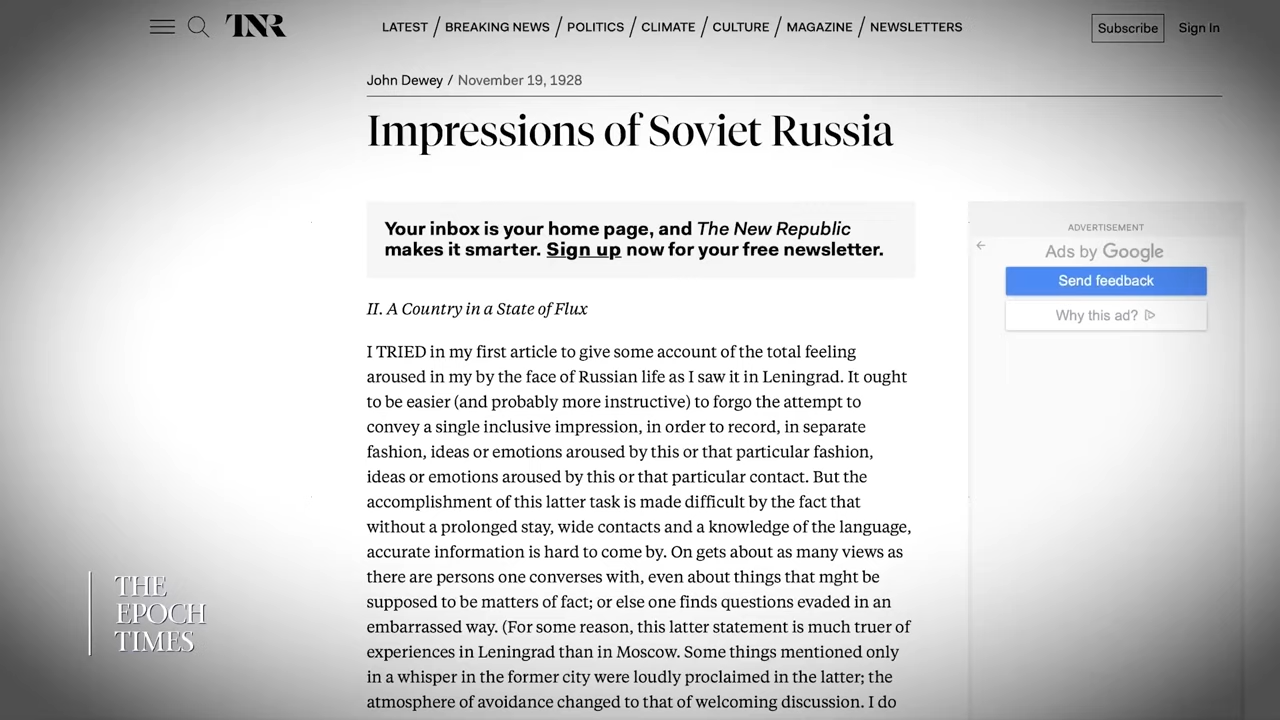 TNR
LATEST / BREAKING NEWS / POLITICS / CLIMATE / CULTURE / MAGAZINE / NEWSLETTERS
Subscribe
Sign In
John Dewey / November 19, 1928
Impressions of Soviet Russia
Your inbox is your home page, and The New Republic
makes it smarter. Sign up now for your free newsletter.
ADVERTISEMENT
Ads by Google
Send feedback
Why this ad?
II. A Country in a State of Flux
I TRIED in my first article to give some account of the total feeling
aroused in my by the face of Russian life as I saw it in Leningrad. It ought
to be easier (and probably more instructive) to forgo the attempt to
convey a single inclusive impression, in order to record, in separate
fashion, ideas or emotions aroused by this or that particular fashion,
ideas or emotions aroused by this or that particular contact. But the
accomplishment of this latter task is made difficult by the fact that
without a prolonged stay, wide contacts and a knowledge of the language,
accurate information is hard to come by. On gets about as many views as
there are persons one converses with, even about things that mght be
supposed to be matters of fact; or else one finds questions evaded in an
embarrassed way. (For some reason, this latter statement is much truer of
experiences in Leningrad than in Moscow. Some things mentioned only
in a whisper in the former city were loudly proclaimed in the latter; the
atmosphere of avoidance changed to that of welcoming discussion. I do
THE
EPOCH
TIMES